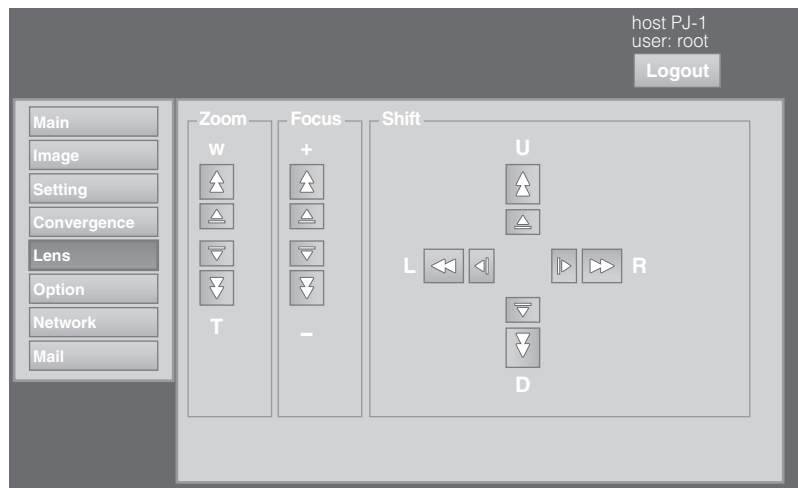 host PJ-1
user: root
Logout
Main
Image
Setting
Convergence
Lens
Option
Network
Mail
Zoom
w
T
Focus
+
–
Shift
U
L
R
D